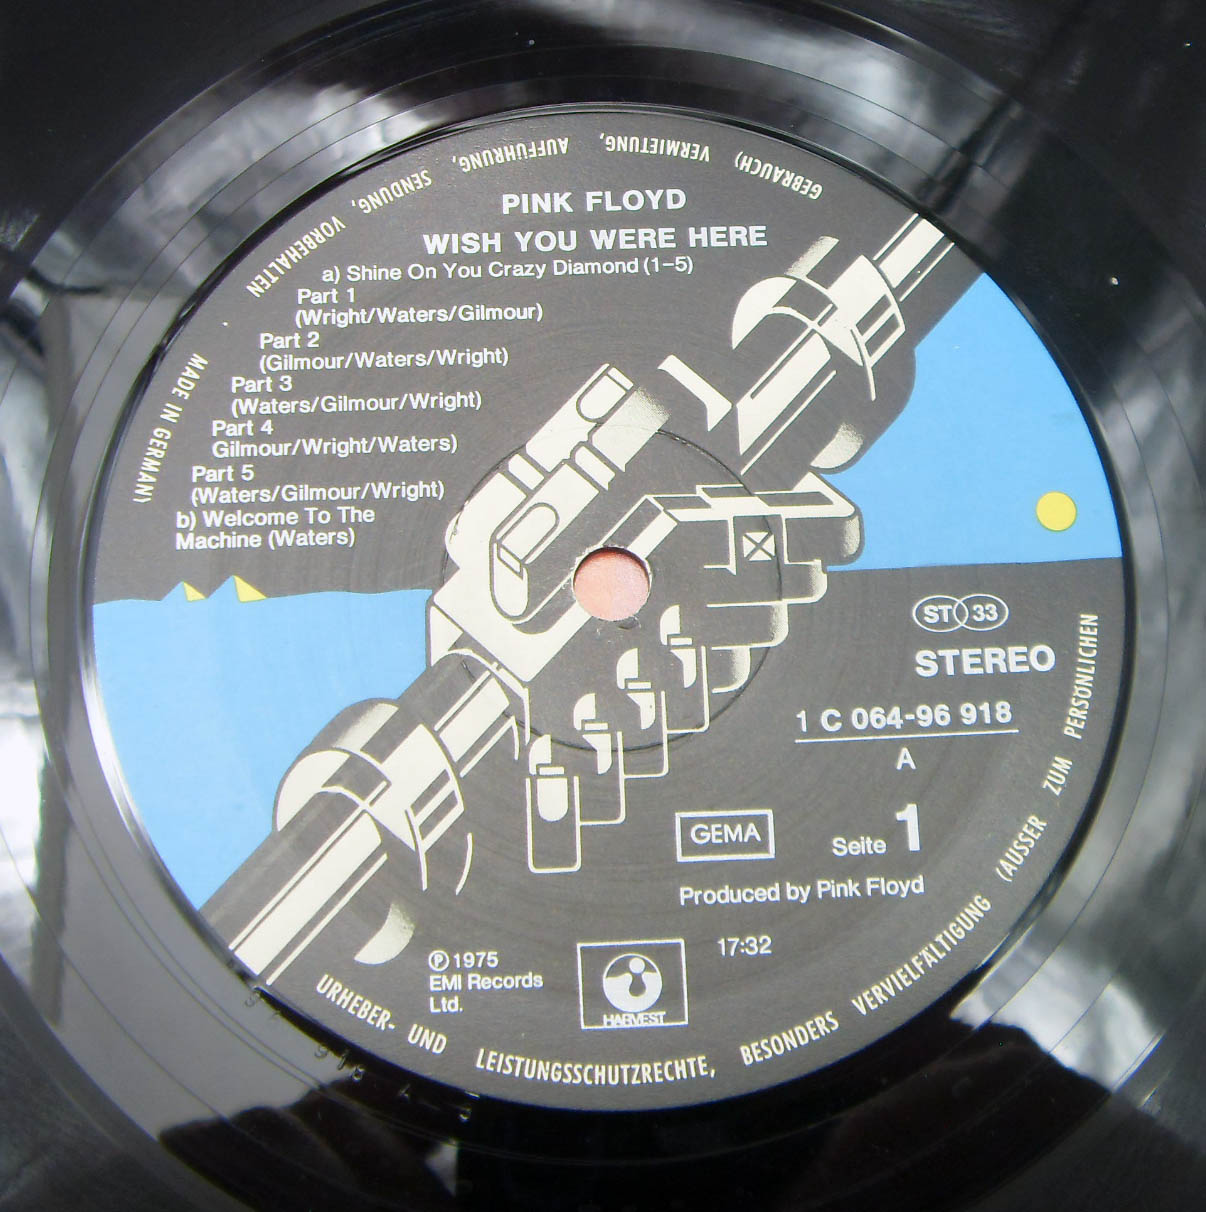 PINK FLOYD
WISH YOU WERE HERE
a) Shine On You Crazy Diamond (1–5)
Part 1
(Wright/Waters/Gilmour)
Part 2
(Gilmour/Waters/Wright)
Part 3
(Waters/Gilmour/Wright)
Part 4
Gilmour/Wright/Waters)
Part 5
(Waters/Gilmour/Wright)
b) Welcome To The
Machine (Waters)
ST 33
STEREO
1 C 064-96 918
A
GEMA
Seite 1
Produced by Pink Floyd
17:32
℗ 1975
EMI Records
Ltd.
HARVEST
MADE IN GERMANY
URHEBER- UND LEISTUNGSSCHUTZRECHTE, BESONDERS VERVIELFÄLTIGUNG (AUSSER ZUM PERSÖNLICHEN GEBRAUCH) VERMIETUNG, AUFFÜHRUNG, SENDUNG, VORBEHALTEN